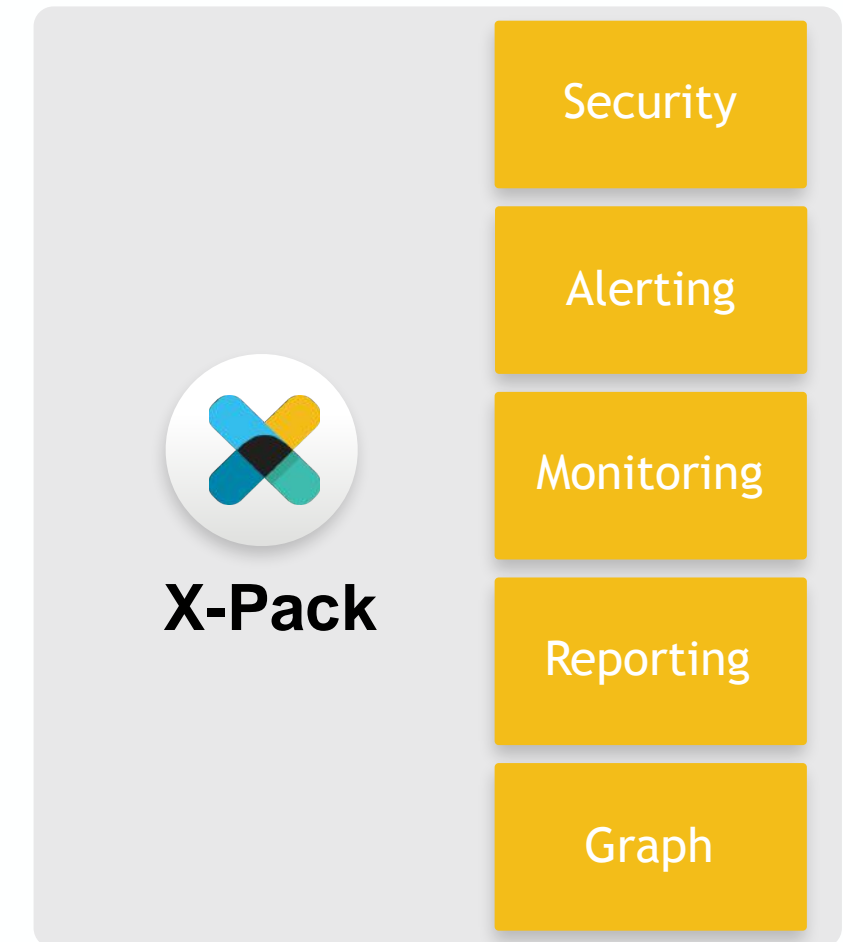 Security
Alerting
Monitoring
X-Pack
Reporting
Graph